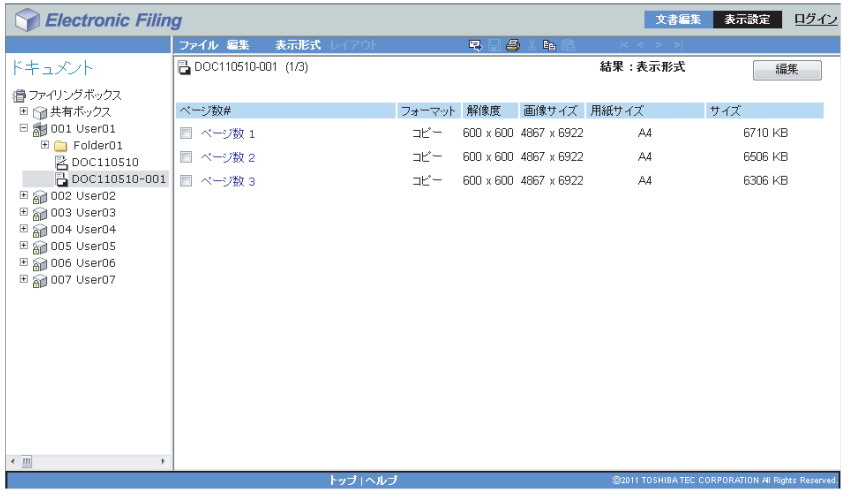 Electronic Filing
文書編集 表示設定 ログイン
ファイル 編集 表示形式 レイアウト |< < > >|
ドキュメント
DOC110510-001 (1/3) 結果：表示形式 編集
ファイリングボックス
共有ボックス
001 User01
Folder01
DOC110510
DOC110510-001
002 User02
003 User03
004 User04
005 User05
006 User06
007 User07
ページ数# フォーマット 解像度 画像サイズ 用紙サイズ サイズ
ページ数 1 コピー 600 x 600 4867 x 6922 A4 6710 KB
ページ数 2 コピー 600 x 600 4867 x 6922 A4 6506 KB
ページ数 3 コピー 600 x 600 4867 x 6922 A4 6306 KB
トップ | ヘルプ
©2011 TOSHIBA TEC CORPORATION All Rights Reserved.